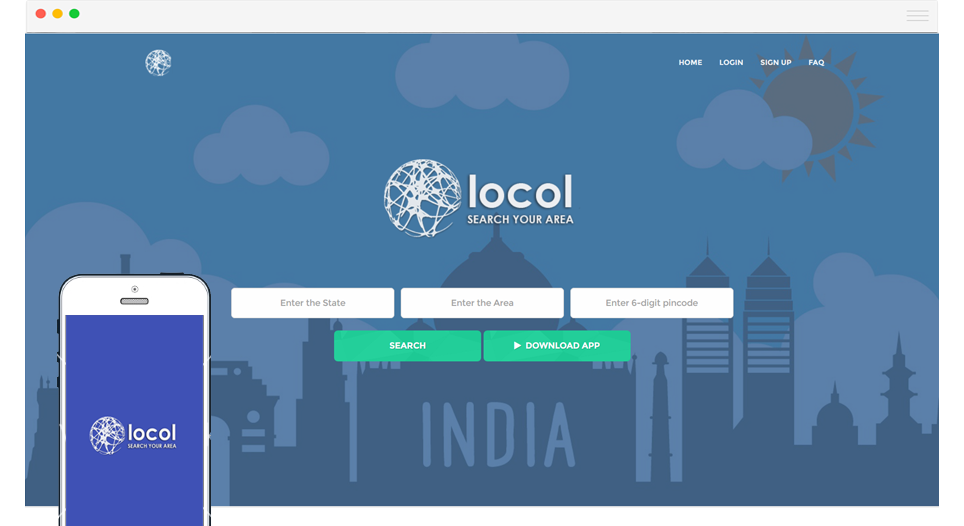 HOME LOGIN SIGN UP FAQ
locol
SEARCH YOUR AREA
Enter the State Enter the Area Enter 6-digit pincode
SEARCH DOWNLOAD APP
INDIA
locol
SEARCH YOUR AREA